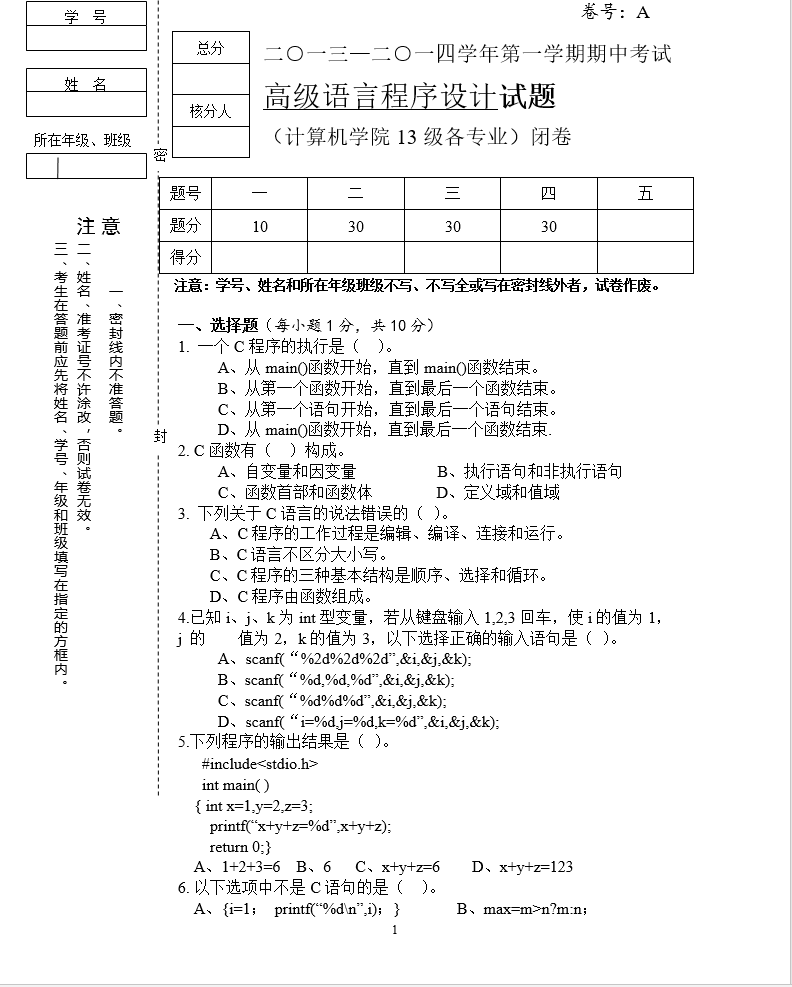 卷号：A
学 号
姓 名
所在年级、班级
总分
核分人
二〇一三—二〇一四学年第一学期期中考试
高级语言程序设计试题
（计算机学院 13 级各专业）闭卷
密
封
注 意
一、密封线内不准答题。
二、姓名、准考证号不许涂改，否则试卷无效。
三、考生在答题前应先将姓名、学号、年级和班级填写在指定的方框内。
题号 一 二 三 四 五
题分 10 30 30 30
得分
注意：学号、姓名和所在年级班级不写、不写全或写在密封线外者，试卷作废。
一、选择题（每小题 1 分，共 10 分）
1. 一个 C 程序的执行是（ ）。
A、从 main()函数开始，直到 main()函数结束。
B、从第一个函数开始，直到最后一个函数结束。
C、从第一个语句开始，直到最后一个语句结束。
D、从 main()函数开始，直到最后一个函数结束.
2. C 函数有（ ）构成。
A、自变量和因变量 B、执行语句和非执行语句
C、函数首部和函数体 D、定义域和值域
3. 下列关于 C 语言的说法错误的（ ）。
A、C 程序的工作过程是编辑、编译、连接和运行。
B、C 语言不区分大小写。
C、C 程序的三种基本结构是顺序、选择和循环。
D、C 程序由函数组成。
4.已知 i、j、k 为 int 型变量，若从键盘输入 1,2,3 回车，使 i 的值为 1，
j 的 值为 2，k 的值为 3，以下选择正确的输入语句是（ ）。
A、scanf(“%2d%2d%2d”,&i,&j,&k);
B、scanf(“%d,%d,%d”,&i,&j,&k);
C、scanf(“%d%d%d”,&i,&j,&k);
D、scanf(“i=%d,j=%d,k=%d”,&i,&j,&k);
5.下列程序的输出结果是（ ）。
#include<stdio.h>
int main( )
{ int x=1,y=2,z=3;
printf(“x+y+z=%d”,x+y+z);
return 0;}
A、1+2+3=6 B、6 C、x+y+z=6 D、x+y+z=123
6. 以下选项中不是 C 语句的是（ ）。
A、{i=1； printf(“%d\n”,i)；} B、max=m>n?m:n；
1